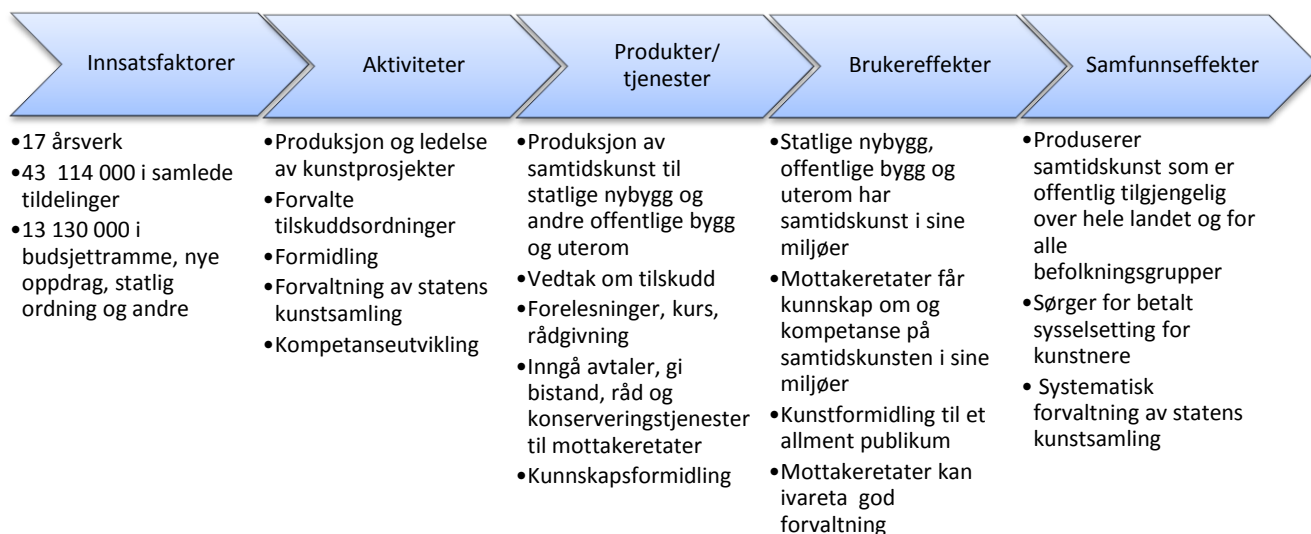 Innsatsfaktorer
•17 årsverk
•43 114 000 i samlede
tildelinger
•13 130 000 i
budsjettramme, nye
oppdrag, statlig
ordning og andre
Aktiviteter
•Produksjon og ledelse
av kunstprosjekter
•Forvalte
tilskuddsordninger
•Formidling
•Forvaltning av statens
kunstsamling
•Kompetanseutvikling
Produkter/
tjenester
•Produksjon av
samtidskunst til
statlige nybygg og
andre offentlige bygg
og uterom
•Vedtak om tilskudd
•Forelesninger, kurs,
rådgivning
•Inngå avtaler, gi
bistand, råd og
konserveringstjenester
til mottakeretater
•Kunnskapsformidling
Brukereffekter
•Statlige nybygg,
offentlige bygg og
uterom har
samtidskunst i sine
miljøer
•Mottakeretater får
kunnskap om og
kompetanse på
samtidskunsten i sine
miljøer
•Kunstformidling til et
allment publikum
•Mottakeretater kan
ivareta god
forvaltning
Samfunnseffekter
•Produserer
samtidskunst som er
offentlig tilgjengelig
over hele landet og for
alle
befolkningsgrupper
•Sørger for betalt
sysselsetting for
kunstnere
• Systematisk
forvaltning av statens
kunstsamling